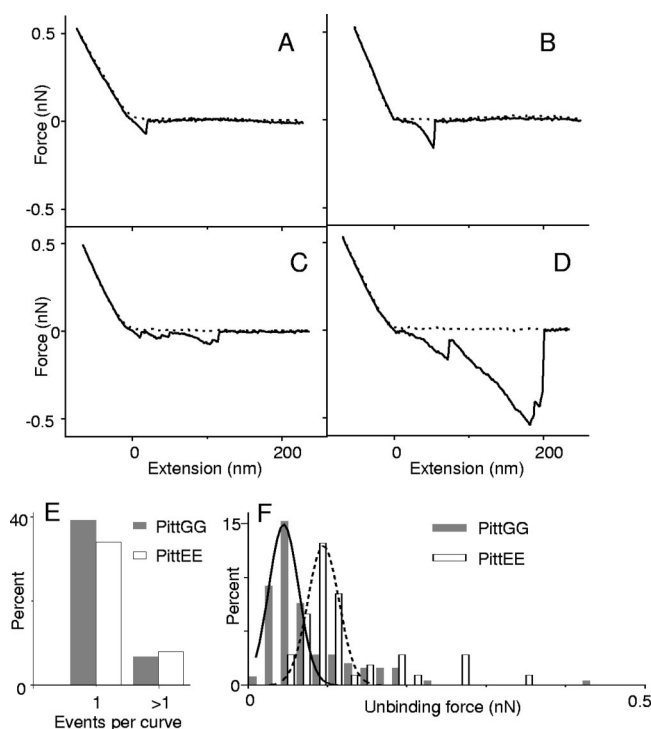 0.5
0
-0.5
Force (nN)
A
B
0.5
0
-0.5
Force (nN)
C
D
0 200 0 200
Extension (nm) Extension (nm)
E
40
0
Percent
PittGG
PittEE
1 >1
Events per curve
F
15
0
Percent
PittGG
PittEE
0 0.5
Unbinding force (nN)